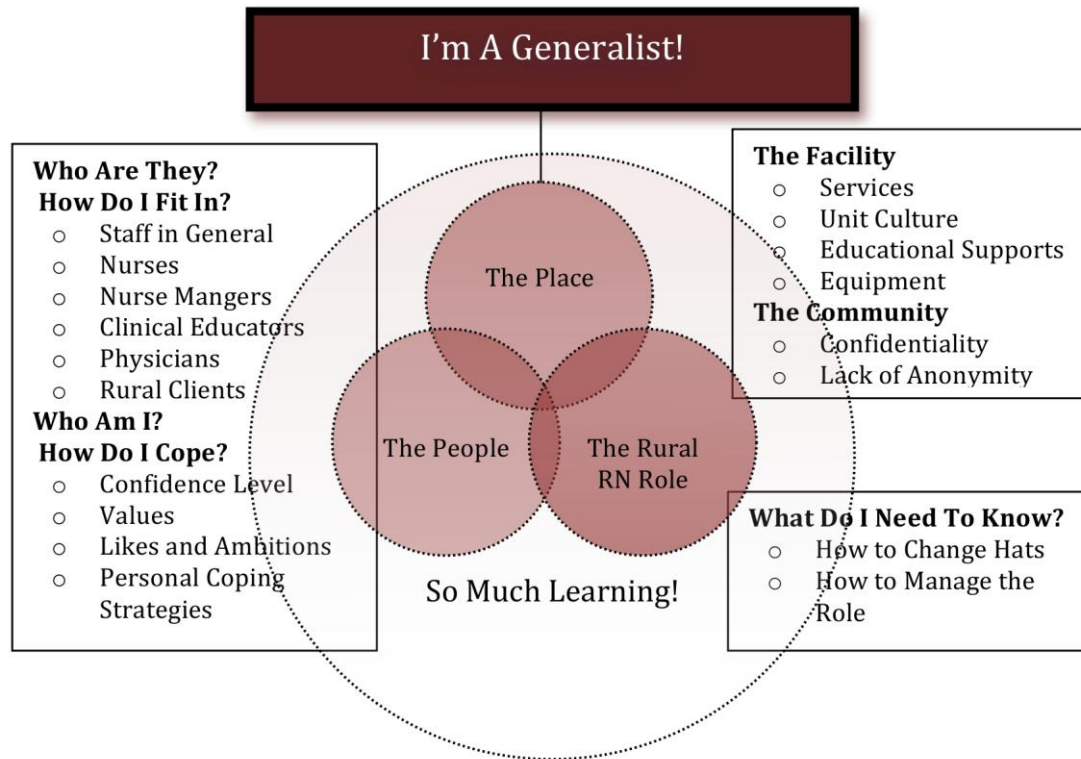 I'm A Generalist!
Who Are They?
How Do I Fit In?
○ Staff in General
○ Nurses
○ Nurse Mangers
○ Clinical Educators
○ Physicians
○ Rural Clients
Who Am I?
How Do I Cope?
○ Confidence Level
○ Values
○ Likes and Ambitions
○ Personal Coping
Strategies
The Place
The People
The Rural
RN Role
So Much Learning!
The Facility
○ Services
○ Unit Culture
○ Educational Supports
○ Equipment
The Community
○ Confidentiality
○ Lack of Anonymity
What Do I Need To Know?
○ How to Change Hats
○ How to Manage the
Role